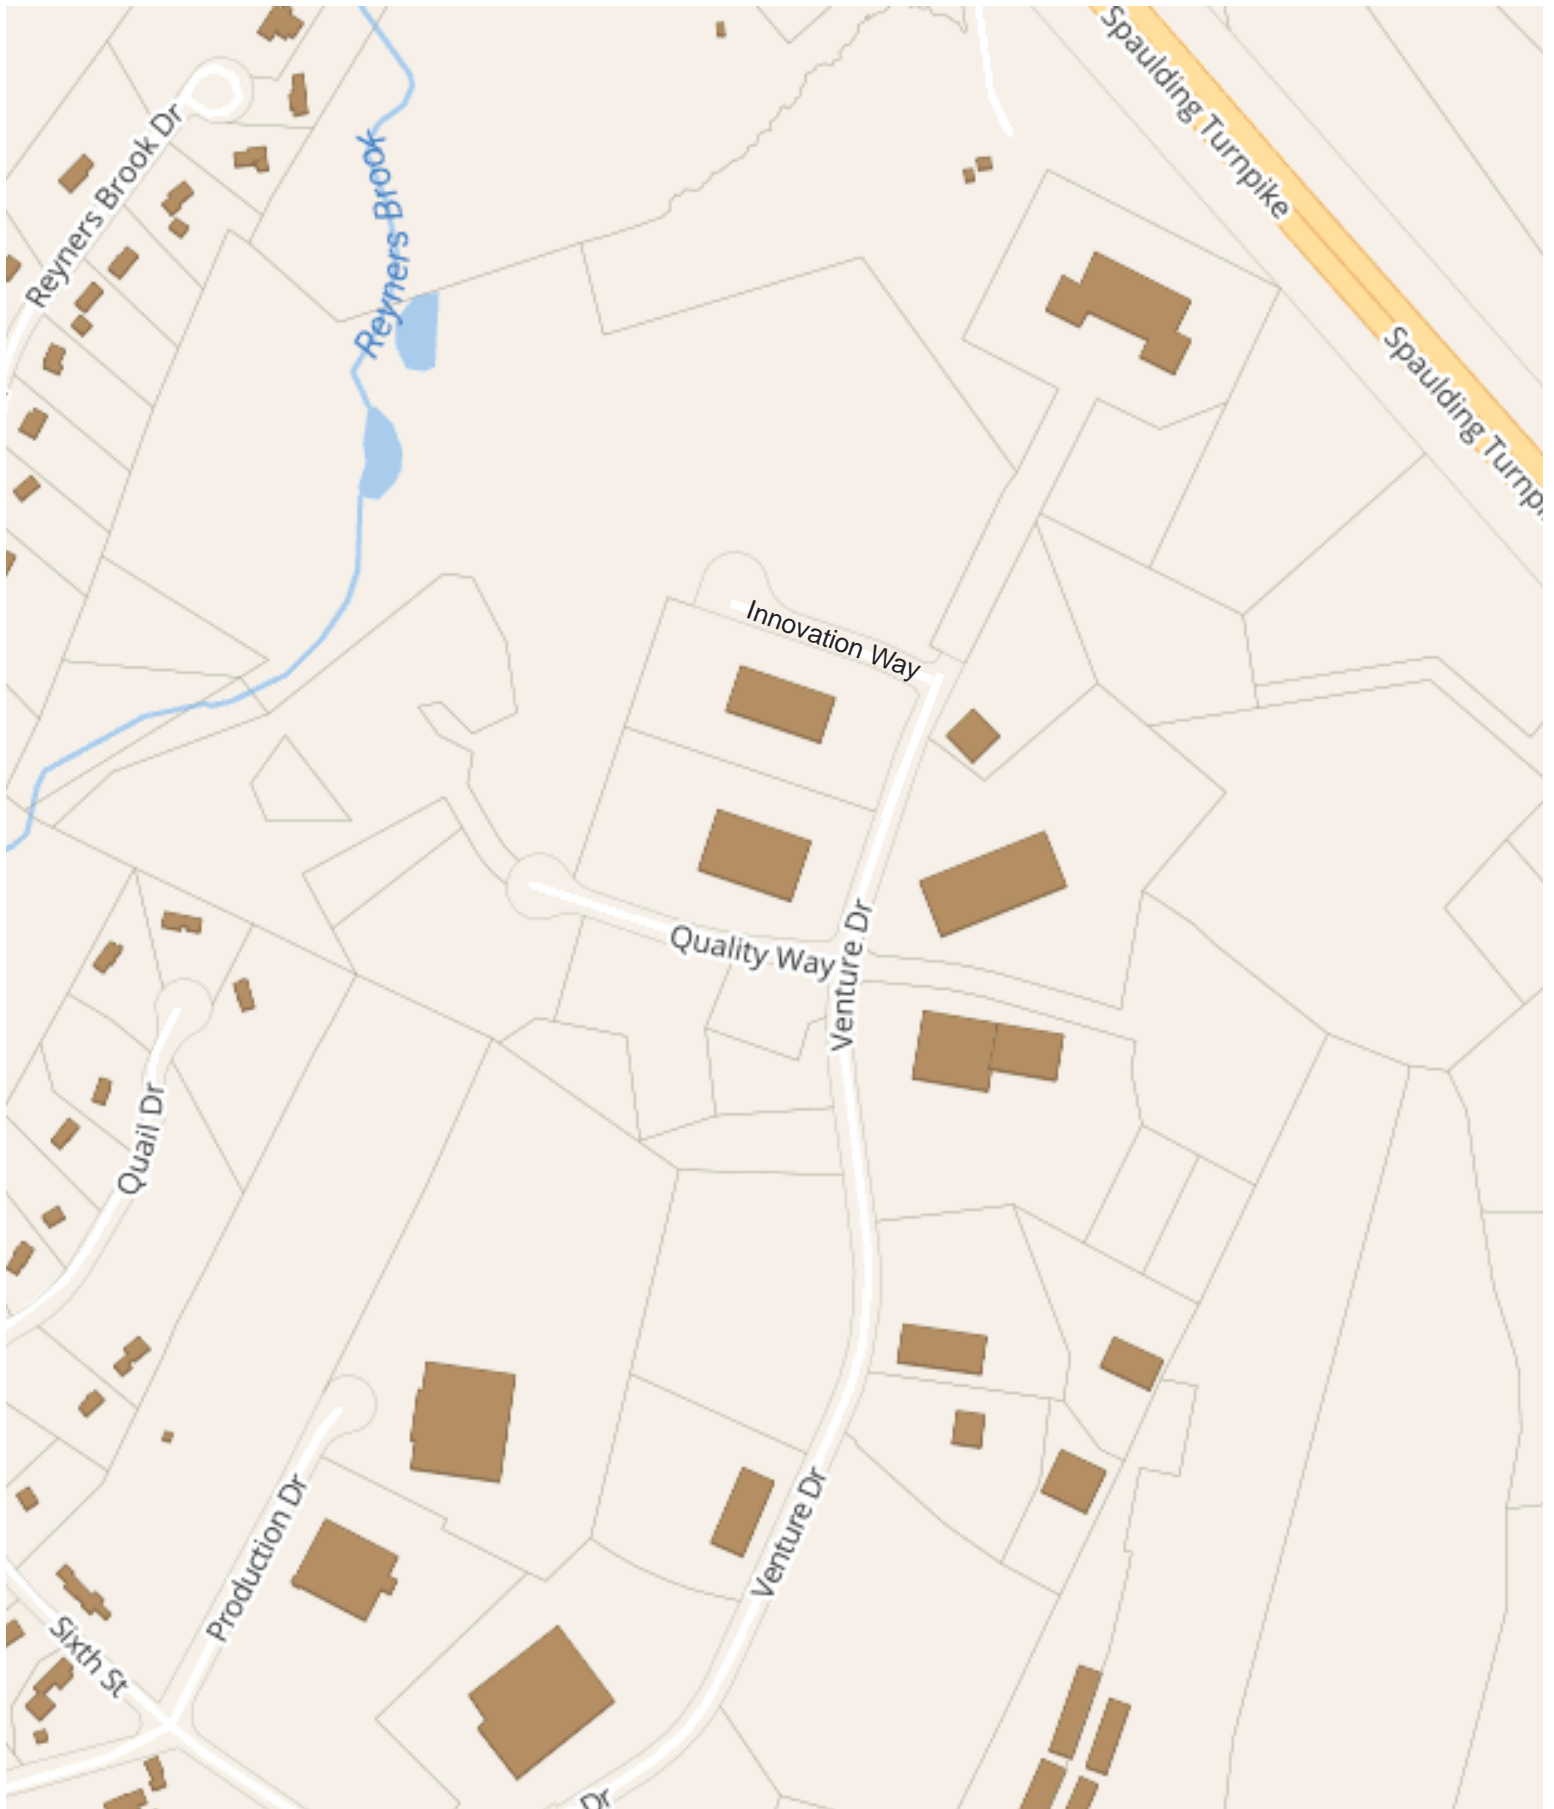 Spaulding Turnpike
Reyners Brook Dr
Reyners Brook
Spaulding Turnpi
Innovation Way
Quality Way
Venture Dr
Quail Dr
Production Dr
Venture Dr
Sixth St
Dr